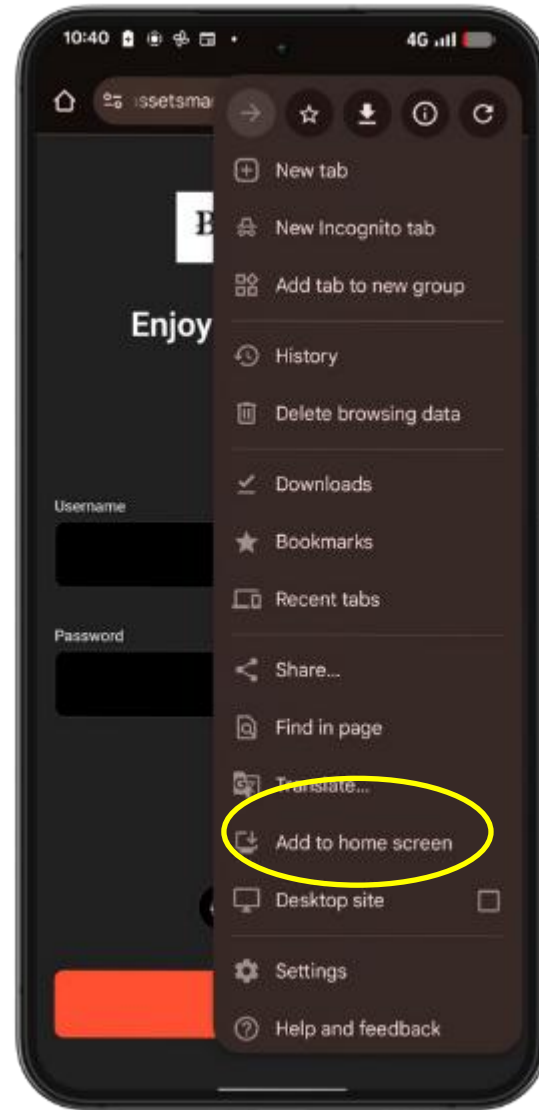 10:40
4G
ssetsma
New tab
New Incognito tab
Add tab to new group
Enjoy
History
Delete browsing data
Downloads
Username
Bookmarks
Recent tabs
Password
Share...
Find in page
Translate...
Add to home screen
Desktop site
Settings
Help and feedback